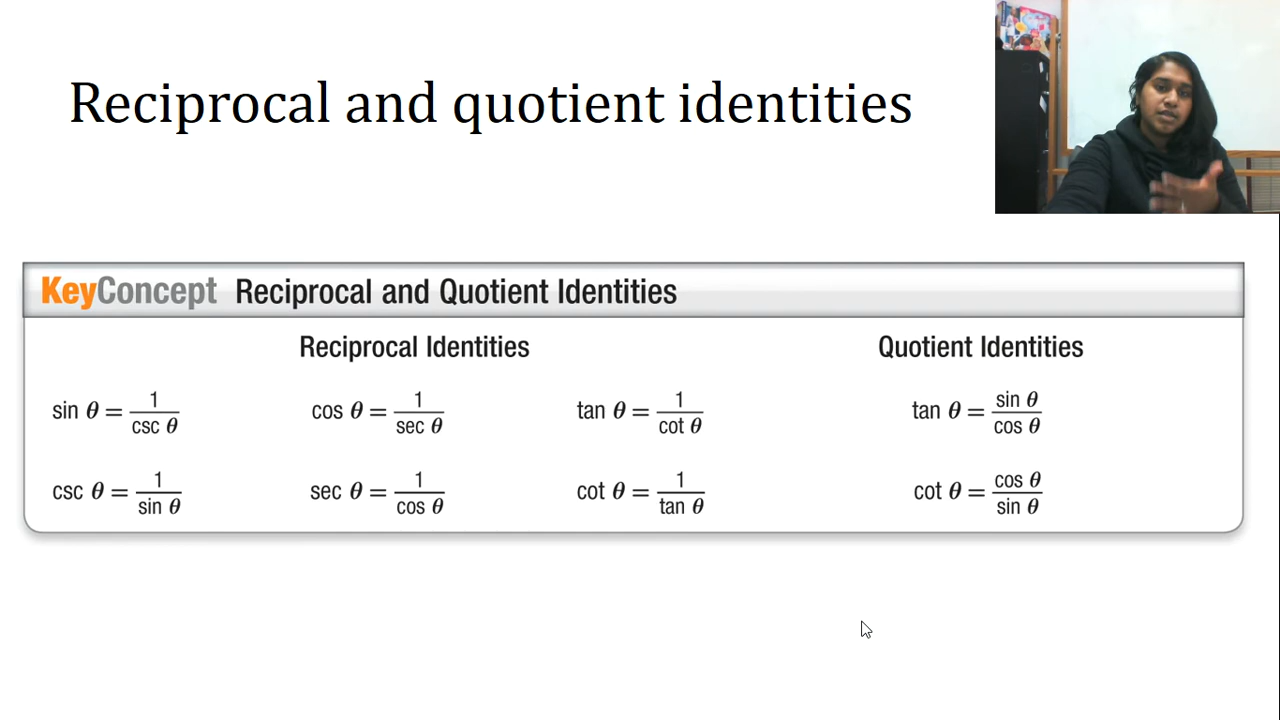 Reciprocal and quotient identities
KeyConcept Reciprocal and Quotient Identities
Reciprocal Identities Quotient Identities
sin θ = 1/csc θ cos θ = 1/sec θ tan θ = 1/cot θ tan θ = sin θ/cos θ
csc θ = 1/sin θ sec θ = 1/cos θ cot θ = 1/tan θ cot θ = cos θ/sin θ